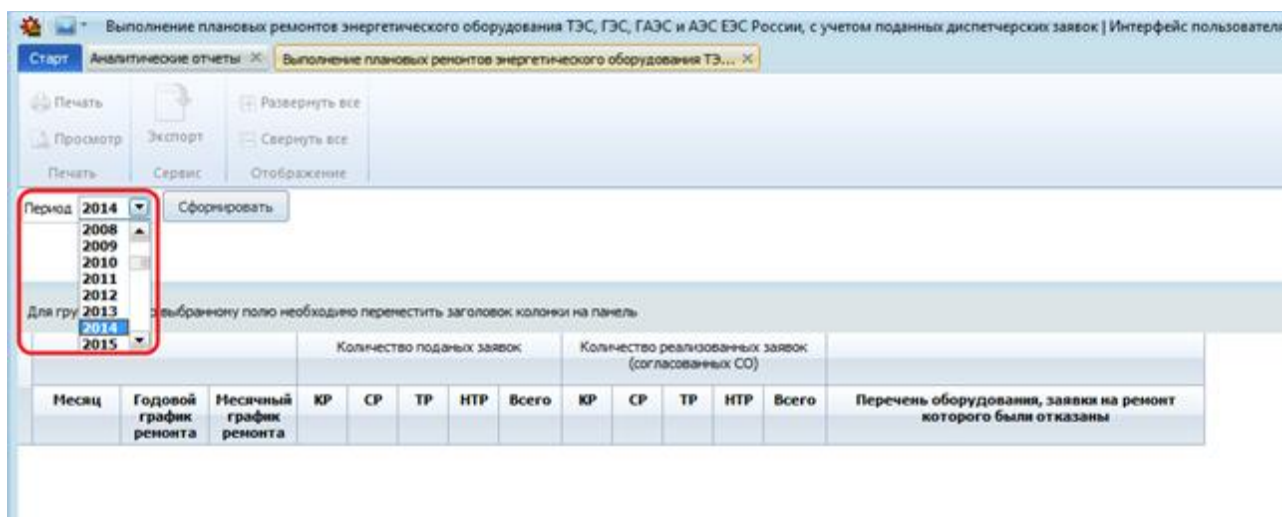 Выполнение плановых ремонтов энергетического оборудования ТЭС, ГЭС, ГАЭС и АЭС ЕЭС России, с учетом поданных диспетчерских заявок | Интерфейс пользователя
Старт Аналитические отчеты Выполнение плановых ремонтов энергетического оборудования ТЭ...
Печать Развернуть все
Просмотр Экспорт Свернуть все
Печать Сервис Отображение
Период 2014 Сформировать
2008
2009
2010
2011
2012
Для гру 2013 выбранному полю необходимо переместить заголовок колонки на панель
2014
2015
Количество поданых заявок Количество реализованных заявок
(согласованных СО)
Месяц Годовой Месячный КР СР ТР НТР Всего КР СР ТР НТР Всего Перечень оборудования, заявки на ремонт
график график которого были отказаны
ремонта ремонта